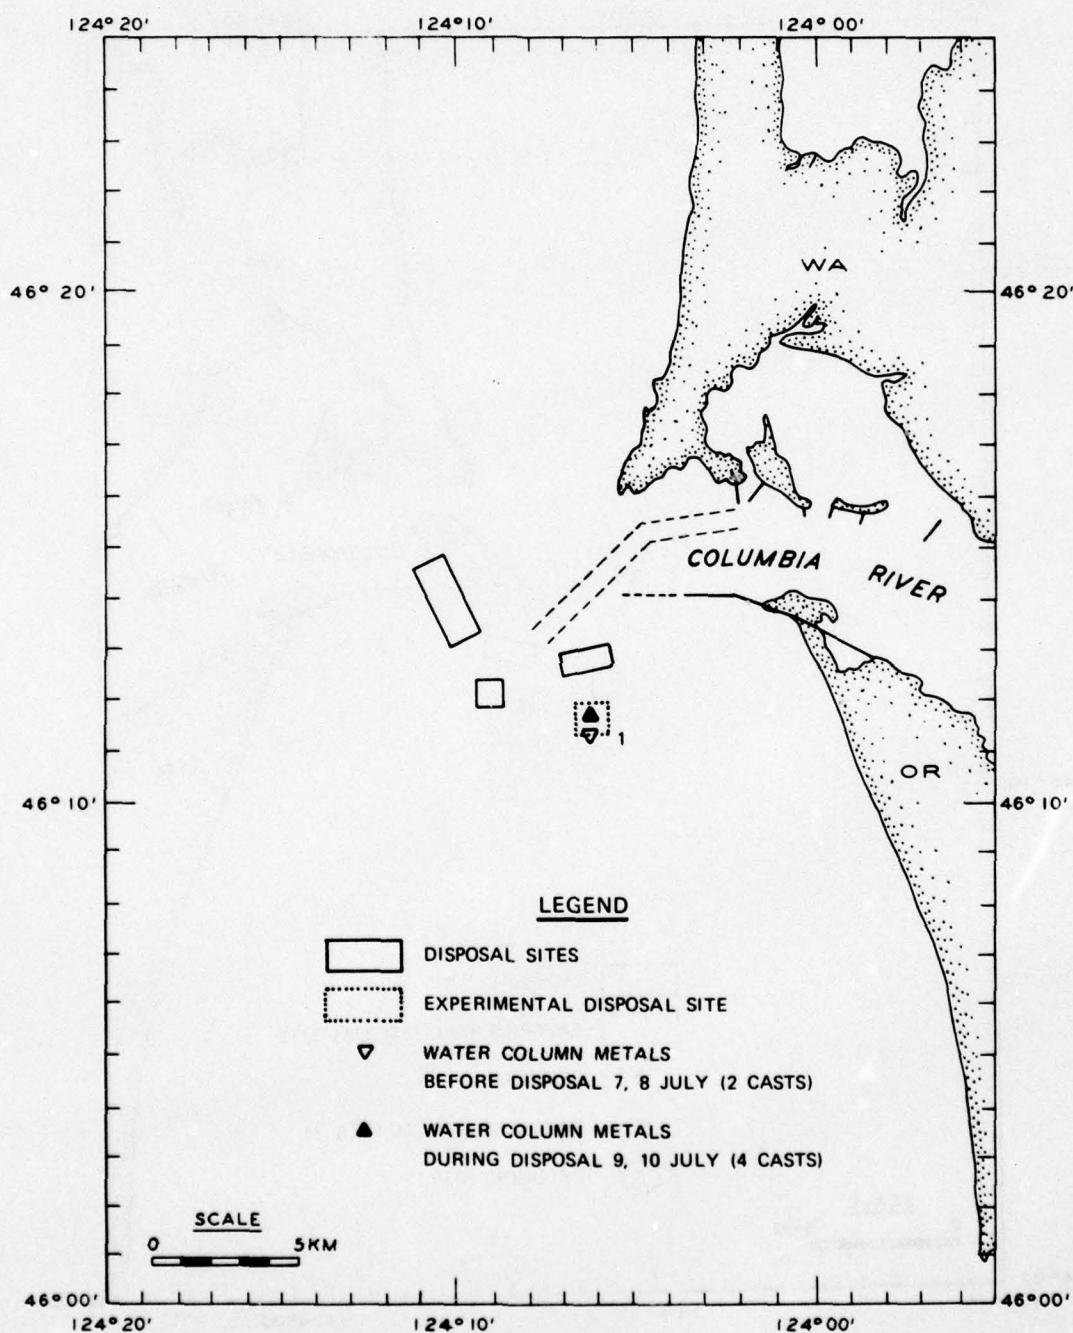 124°20' 124°10' 124°00'
WA
46°20' 46°20'
COLUMBIA
RIVER
1
OR
46°10' 46°10'
LEGEND
DISPOSAL SITES
EXPERIMENTAL DISPOSAL SITE
WATER COLUMN METALS
BEFORE DISPOSAL 7, 8 JULY (2 CASTS)
WATER COLUMN METALS
DURING DISPOSAL 9, 10 JULY (4 CASTS)
SCALE
0 5KM
46°00' 46°00'
124°20' 124°10' 124°00'